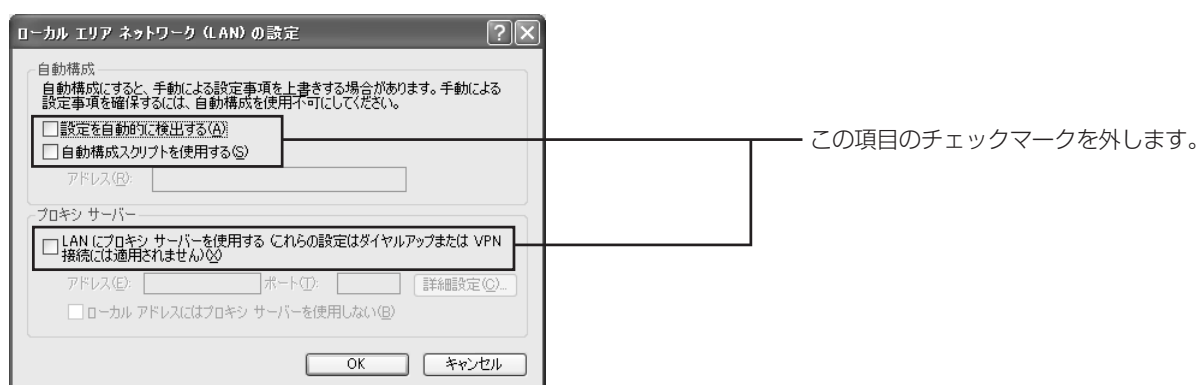 ローカル エリア ネットワーク (LAN) の設定
自動構成
自動構成にすると、手動による設定事項を上書きする場合があります。手動による
設定事項を確保するには、自動構成を使用不可にしてください。
設定を自動的に検出する(A)
自動構成スクリプトを使用する(S)
アドレス(R):
この項目のチェックマークを外します。
プロキシ サーバー
LAN にプロキシ サーバーを使用する (これらの設定はダイヤルアップまたは VPN
接続には適用されません)(X)
アドレス(E): ポート(T): 詳細設定(C)...
ローカル アドレスにはプロキシ サーバーを使用しない(B)
OK キャンセル